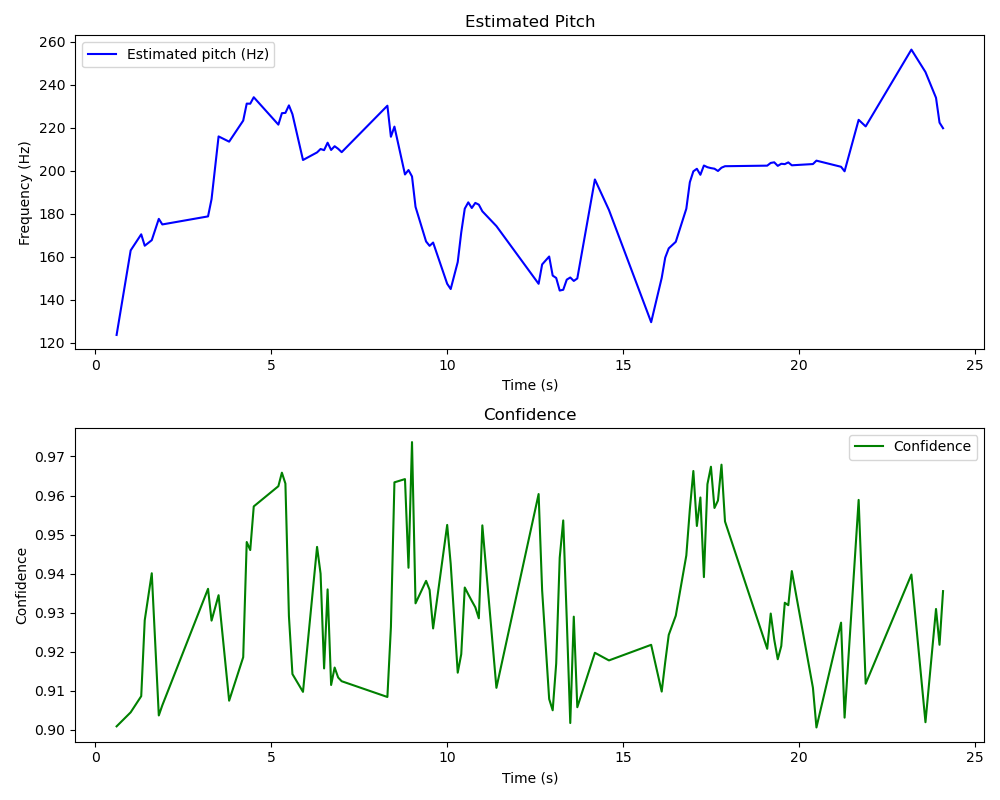 Estimated Pitch
Estimated pitch (Hz)
260
240
220
200
180
160
140
120
Frequency (Hz)
0 5 10 15 20 25
Time (s)
Confidence
Confidence
0.97
0.96
0.95
0.94
0.93
0.92
0.91
0.90
Confidence
0 5 10 15 20 25
Time (s)